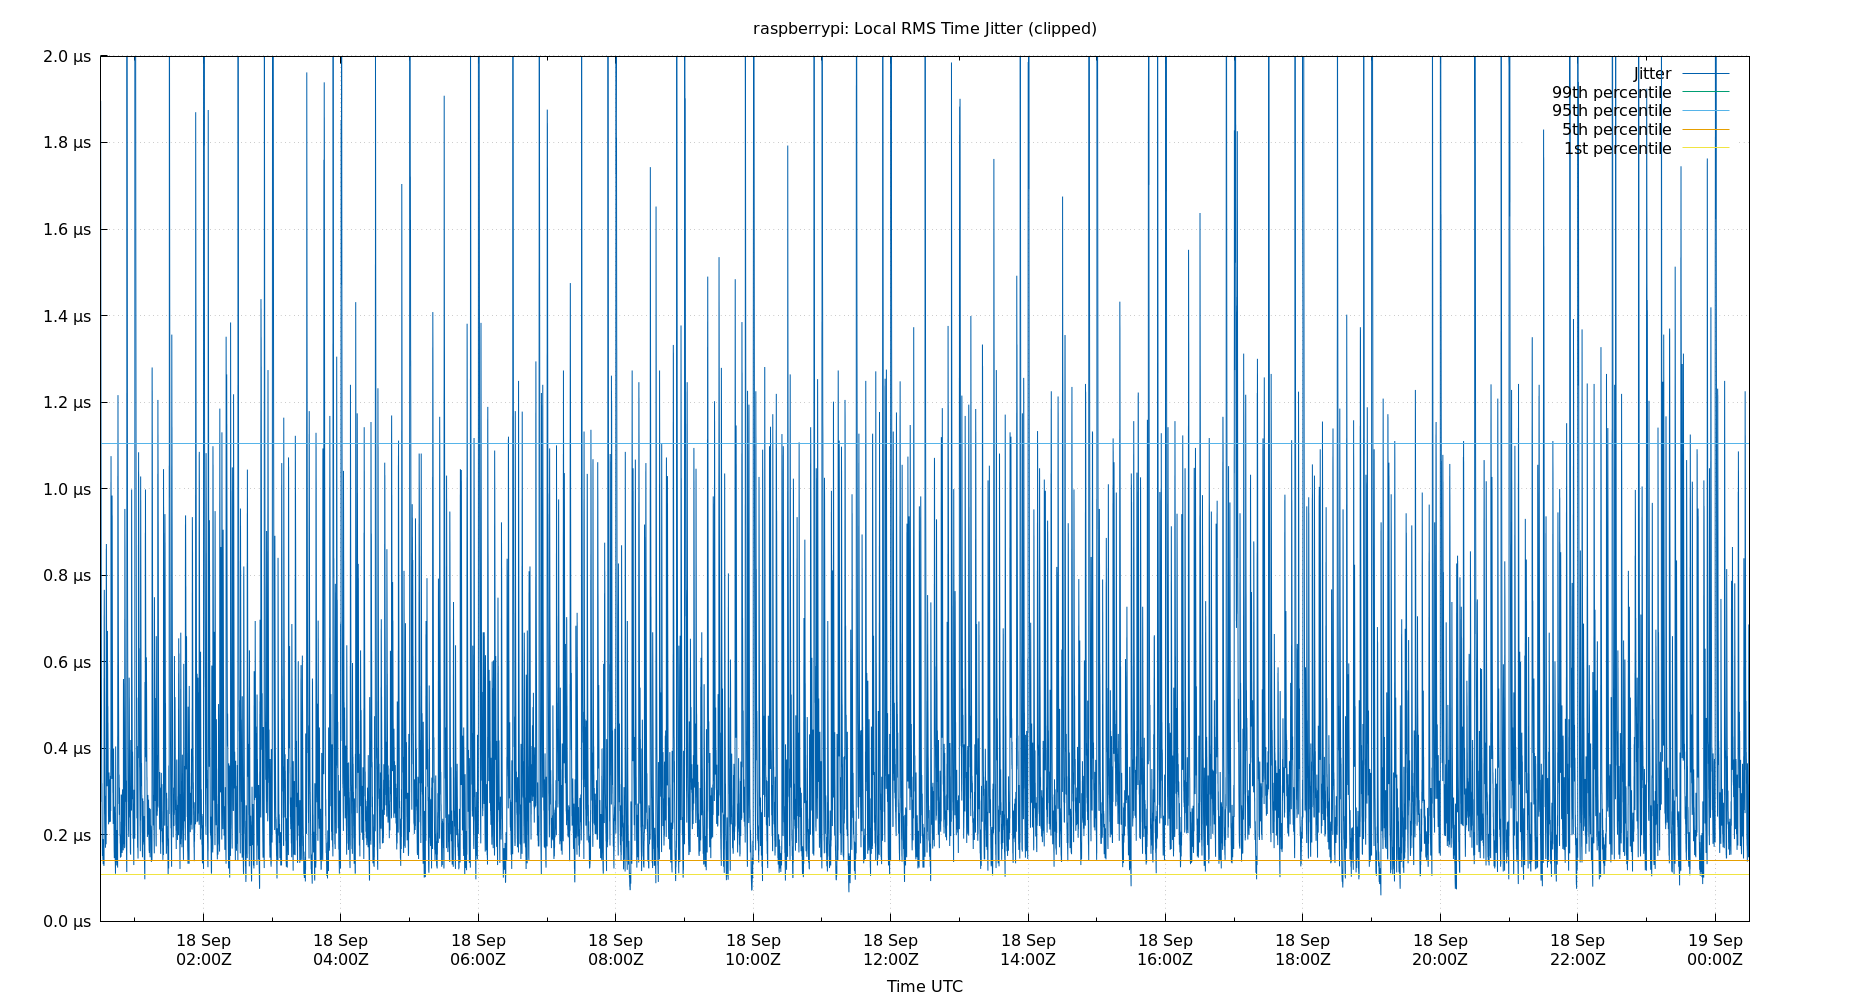 raspberrypi: Local RMS Time Jitter (clipped)
2.0 μs
1.8 μs
1.6 μs
1.4 μs
1.2 μs
1.0 μs
0.8 μs
0.6 μs
0.4 μs
0.2 μs
0.0 μs
Jitter
99th percentile
95th percentile
5th percentile
1st percentile
18 Sep 18 Sep 18 Sep 18 Sep 18 Sep 18 Sep 18 Sep 18 Sep 18 Sep 18 Sep 18 Sep 19 Sep
02:00Z 04:00Z 06:00Z 08:00Z 10:00Z 12:00Z 14:00Z 16:00Z 18:00Z 20:00Z 22:00Z 00:00Z
Time UTC